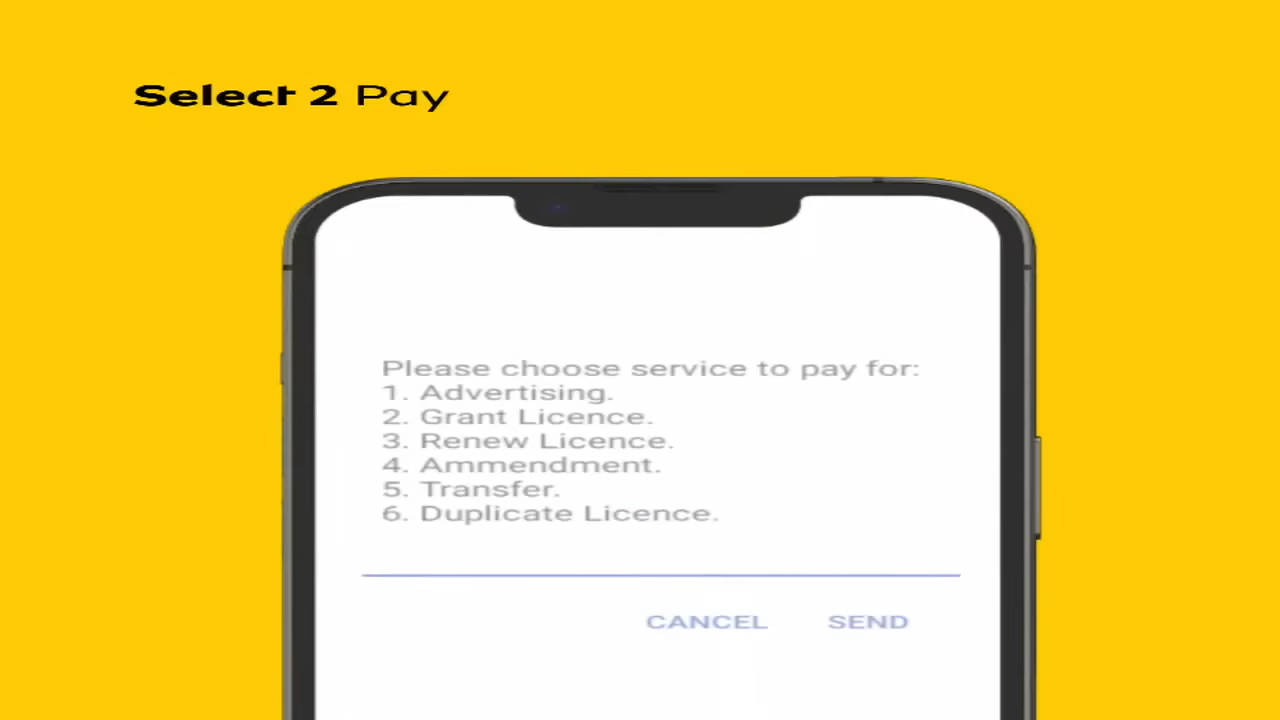 Select 2 Pay
Please choose service to pay for:
1. Advertising.
2. Grant Licence.
3. Renew Licence.
4. Ammendment.
5. Transfer.
6. Duplicate Licence.
CANCEL SEND